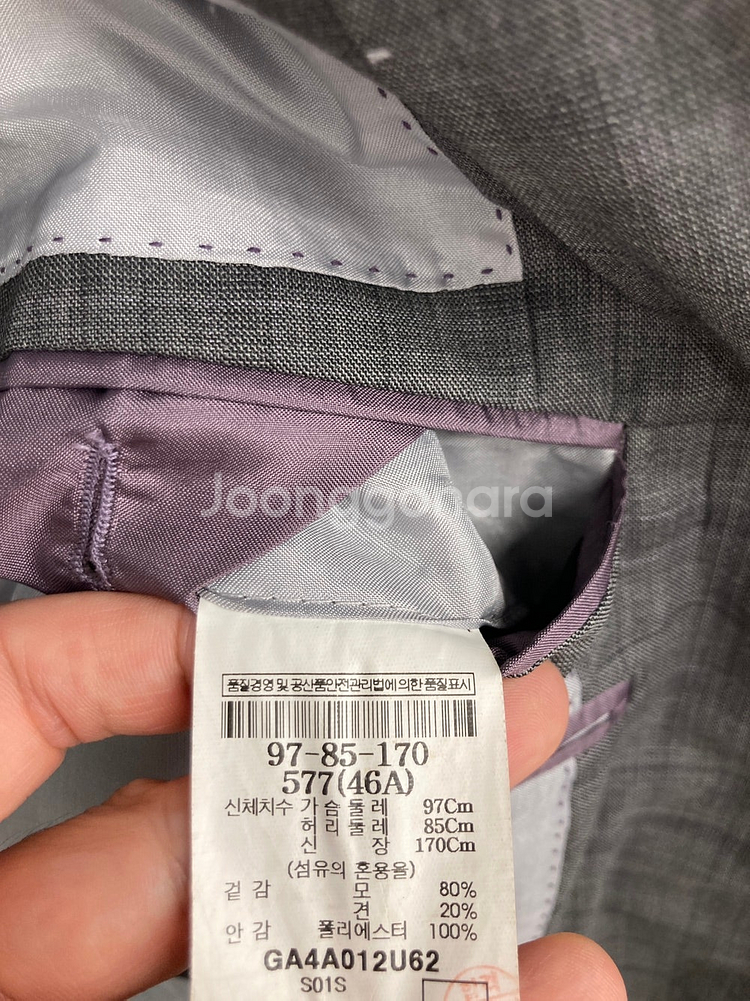 Joonggonara
품질경영 및 공산품안전관리법에 의한 품질표시
97-85-170
577(46A)
신체치수 가슴둘레 97Cm
허리둘레 85Cm
신장 170Cm
(섬유의 혼용율)
겉감 모 80%
견 20%
안감 폴리에스터 100%
GA4A012U62
S01S